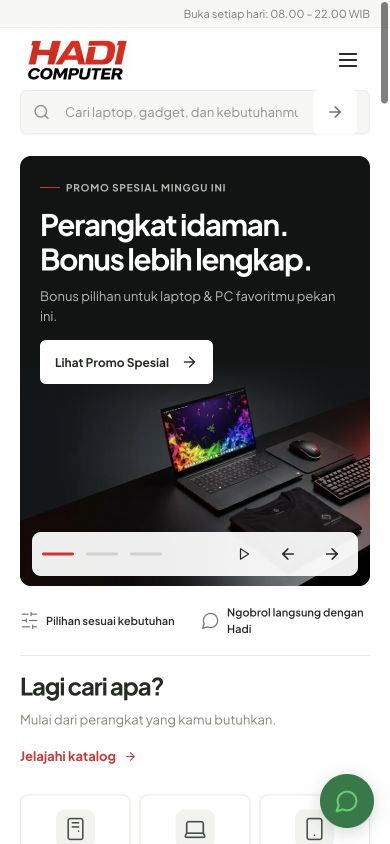 Buka setiap hari: 08.00 – 22.00 WIB
HADI
COMPUTER
Cari laptop, gadget, dan kebutuhanmu
PROMO SPESIAL MINGGU INI
Perangkat idaman.
Bonus lebih lengkap.
Bonus pilihan untuk laptop & PC favoritmu pekan
ini.
Lihat Promo Spesial
Pilihan sesuai kebutuhan
Ngobrol langsung dengan
Hadi
Lagi cari apa?
Mulai dari perangkat yang kamu butuhkan.
Jelajahi katalog